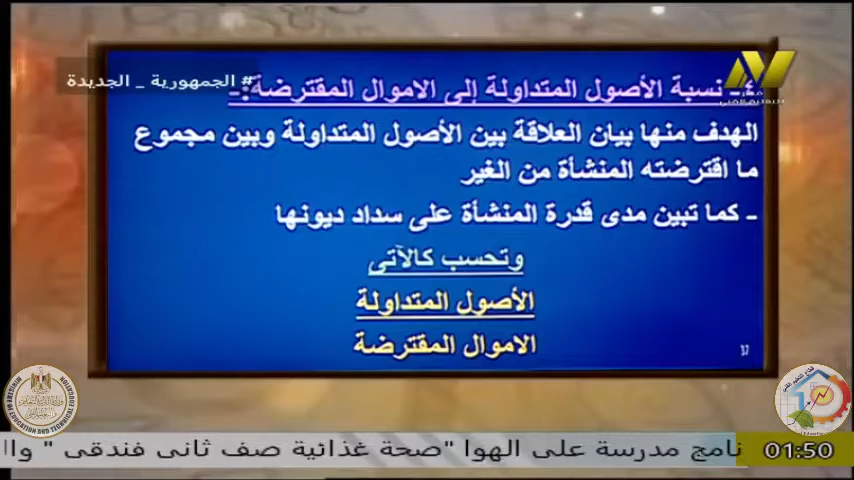 # الجمهورية _ الجديدة
٤- نسبة الأصول المتداولة إلى الاموال المقترضة:-
الهدف منها بيان العلاقة بين الأصول المتداولة وبين مجموع
ما اقترضته المنشأة من الغير
- كما تبين مدى قدرة المنشأة على سداد ديونها
وتحسب كالآتى
الأصول المتداولة
الاموال المقترضة
نامج مدرسة على الهوا "صحة غذائية صف ثانى فندقى " وال
01:50